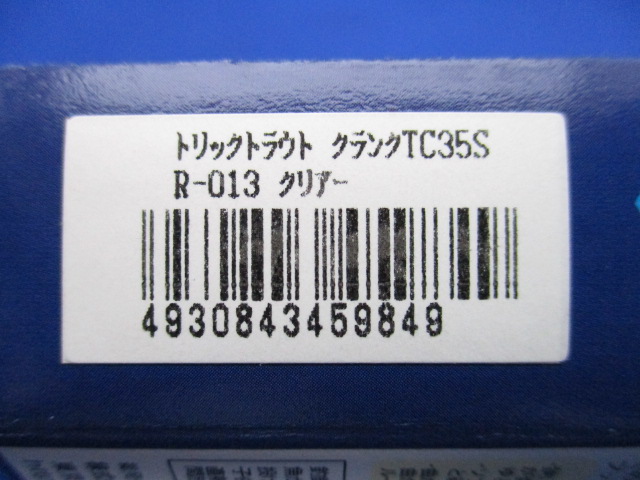 ﾄﾘｯｸﾄﾗｳﾄ ｸﾗﾝｸTC35S
R-013 ｸﾘｱｰ
4930843459849